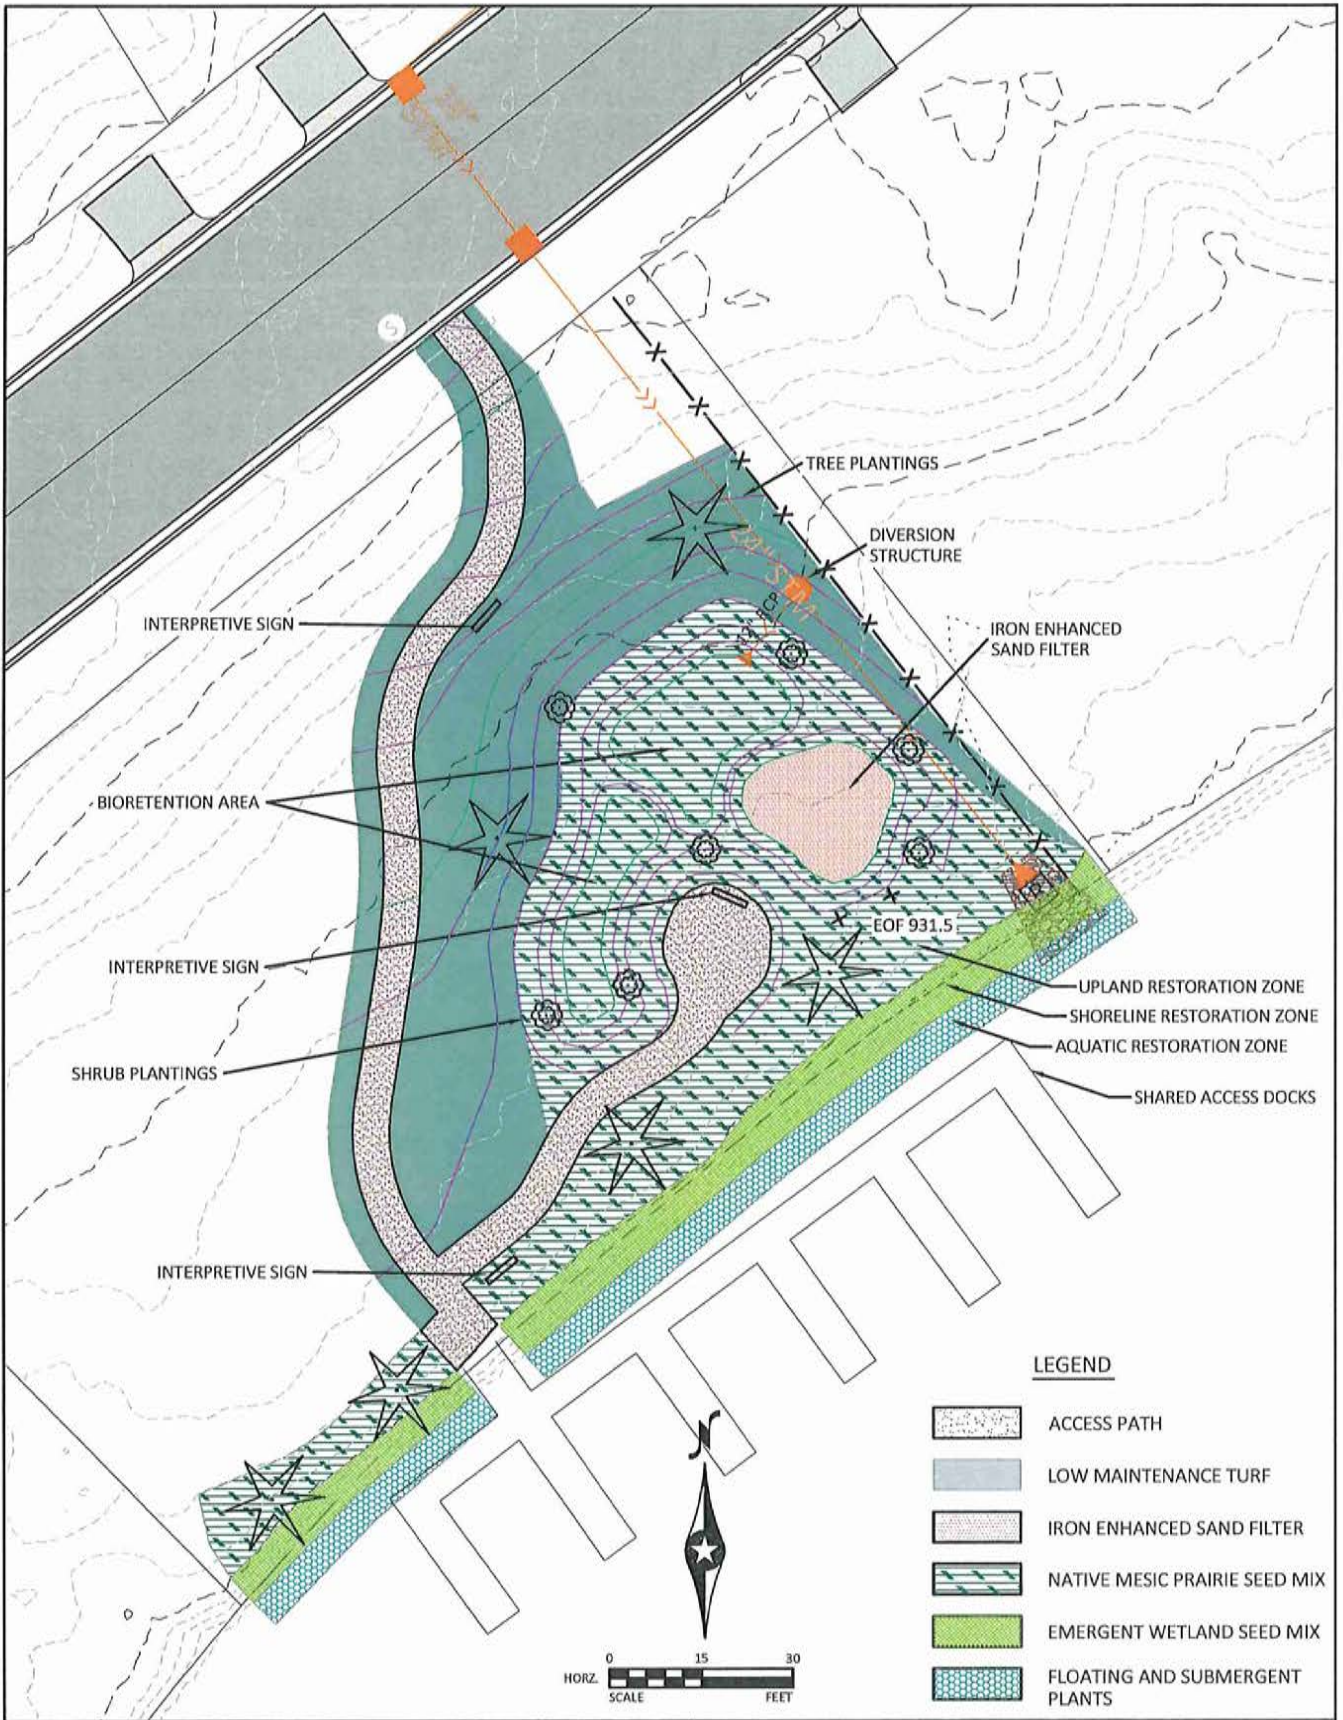 S
TREE PLANTINGS
DIVERSION
STRUCTURE
24" STM
RCP
INTERPRETIVE SIGN
IRON ENHANCED
SAND FILTER
BIORETENTION AREA
EOF 931.5
INTERPRETIVE SIGN
UPLAND RESTORATION ZONE
SHORELINE RESTORATION ZONE
AQUATIC RESTORATION ZONE
SHRUB PLANTINGS
SHARED ACCESS DOCKS
INTERPRETIVE SIGN
LEGEND
ACCESS PATH
LOW MAINTENANCE TURF
IRON ENHANCED SAND FILTER
NATIVE MESIC PRAIRIE SEED MIX
EMERGENT WETLAND SEED MIX
FLOATING AND SUBMERGENT
PLANTS
N
0 15 30
HORZ.
SCALE FEET